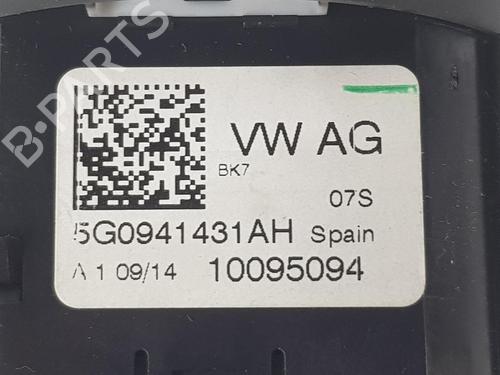 B-PARTS
VW AG
BK7
07S
5G0941431AH Spain
A 1 09/14 10095094